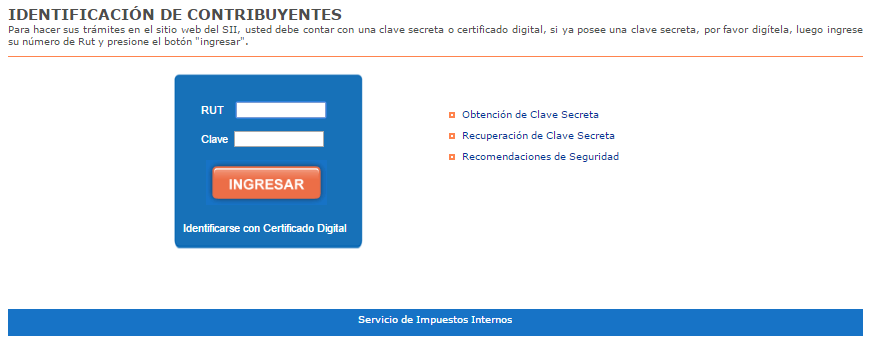 IDENTIFICACIÓN DE CONTRIBUYENTES
Para hacer sus trámites en el sitio web del SII, usted debe contar con una clave secreta o certificado digital, si ya posee una clave secreta, por favor digítela, luego ingrese
su número de Rut y presione el botón "ingresar".
RUT
Clave
INGRESAR
Identificarse con Certificado Digital
Obtención de Clave Secreta
Recuperación de Clave Secreta
Recomendaciones de Seguridad
Servicio de Impuestos Internos